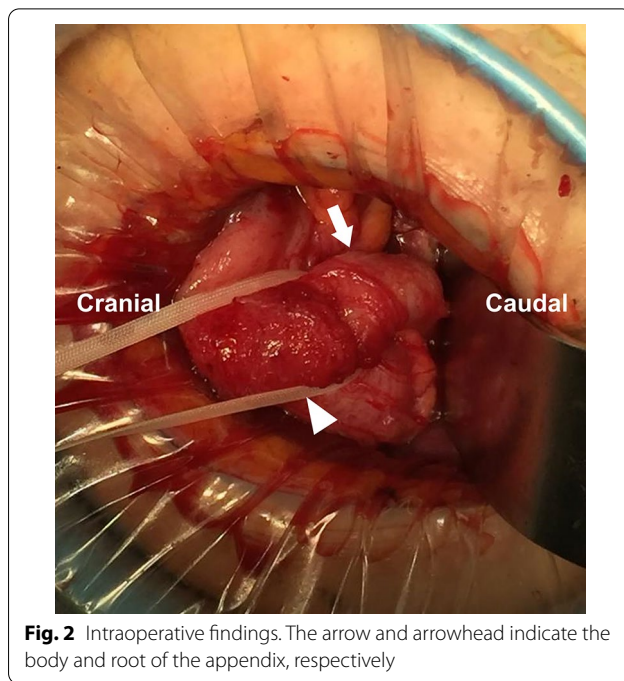 Cranial
Caudal
Fig. 2 Intraoperative findings. The arrow and arrowhead indicate the
body and root of the appendix, respectively